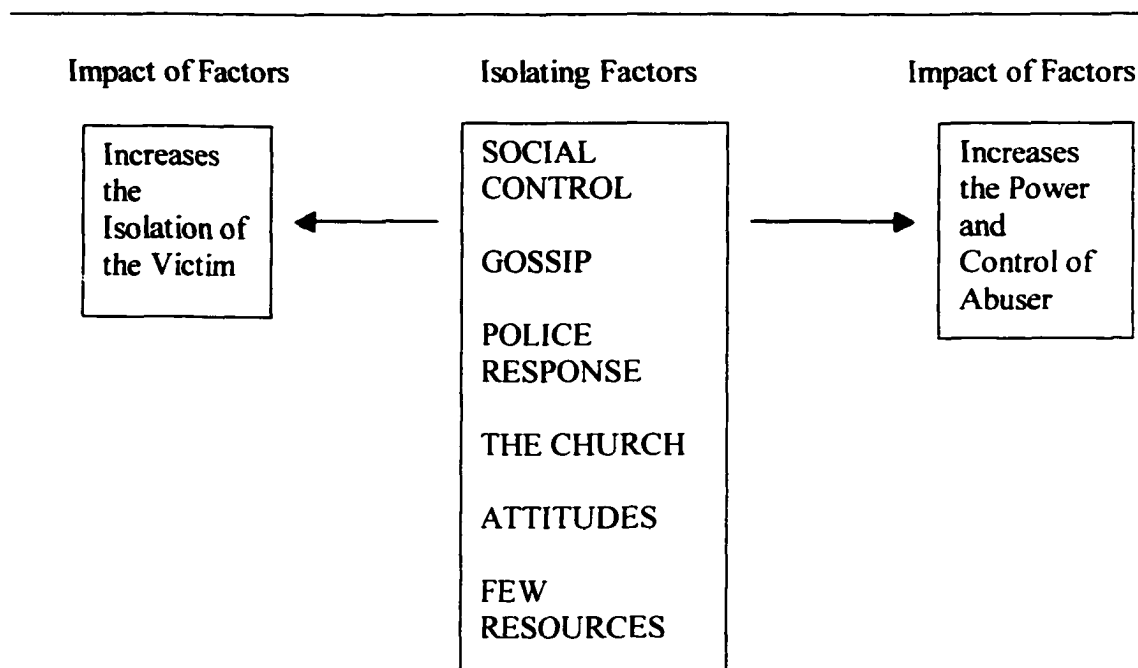 Impact of Factors
Isolating Factors
Impact of Factors
Increases
the
Isolation of
the Victim
SOCIAL
CONTROL
GOSSIP
POLICE
RESPONSE
THE CHURCH
ATTITUDES
FEW
RESOURCES
Increases
the Power
and
Control of
Abuser